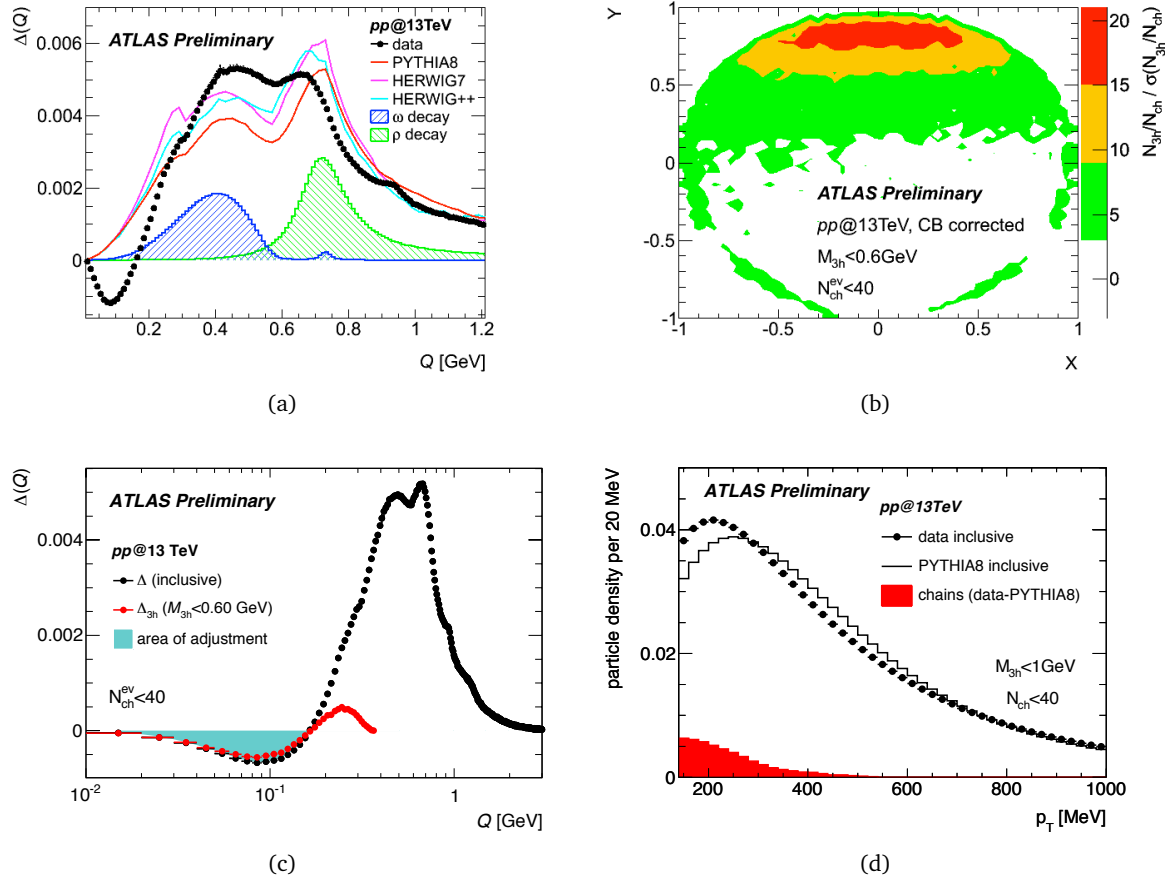 Δ(Q)
0.006
0.004
0.002
0
ATLAS Preliminary
pp@13TeV
data
PYTHIA8
HERWIG7
HERWIG++
ω decay
ρ decay
0.2
0.4
0.6
0.8
1
1.2
Q [GeV]
(a)
Y
1
0.5
0
-0.5
-1
ATLAS Preliminary
pp@13TeV, CB corrected
M3h<0.6GeV
N^ev_ch<40
-1
-0.5
0
0.5
1
X
20
15
10
5
0
N3h/Nch / σ(N3h/Nch)
(b)
Δ(Q)
0.004
0.002
0
ATLAS Preliminary
pp@13 TeV
Δ (inclusive)
Δ3h (M3h<0.60 GeV)
area of adjustment
N^ev_ch<40
10^-2
10^-1
1
Q [GeV]
(c)
particle density per 20 MeV
0.04
0.02
0
ATLAS Preliminary
pp@13TeV
data inclusive
PYTHIA8 inclusive
chains (data-PYTHIA8)
M3h<1GeV
Nch<40
200
400
600
800
1000
pT [MeV]
(d)